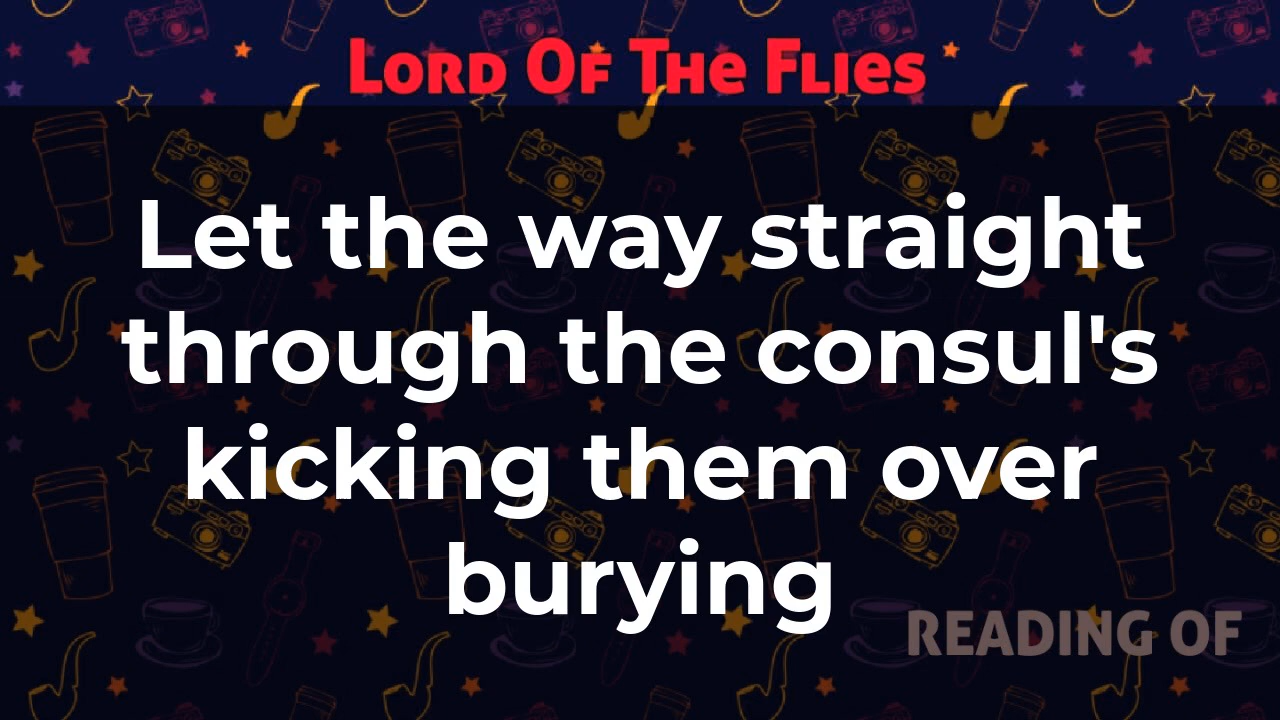 Lord Of The Flies
Let the way straight
through the consul's
kicking them over
burying
READING OF